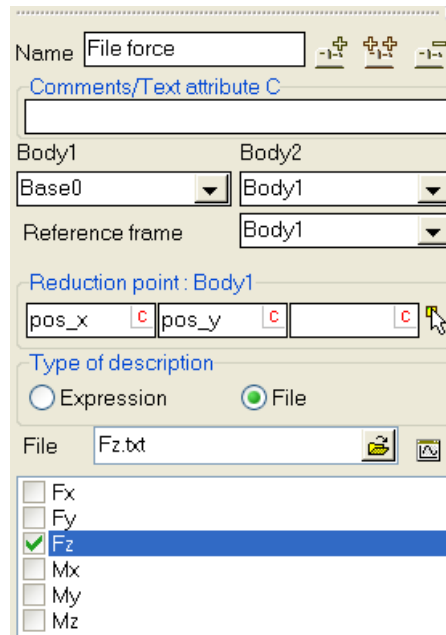 Name File force
Comments/Text attribute C
Body1 Body2
Base0 Body1
Reference frame Body1
Reduction point : Body1
pos_x C pos_y C C
Type of description
Expression File
File Fz.txt
Fx
Fy
Fz
Mx
My
Mz